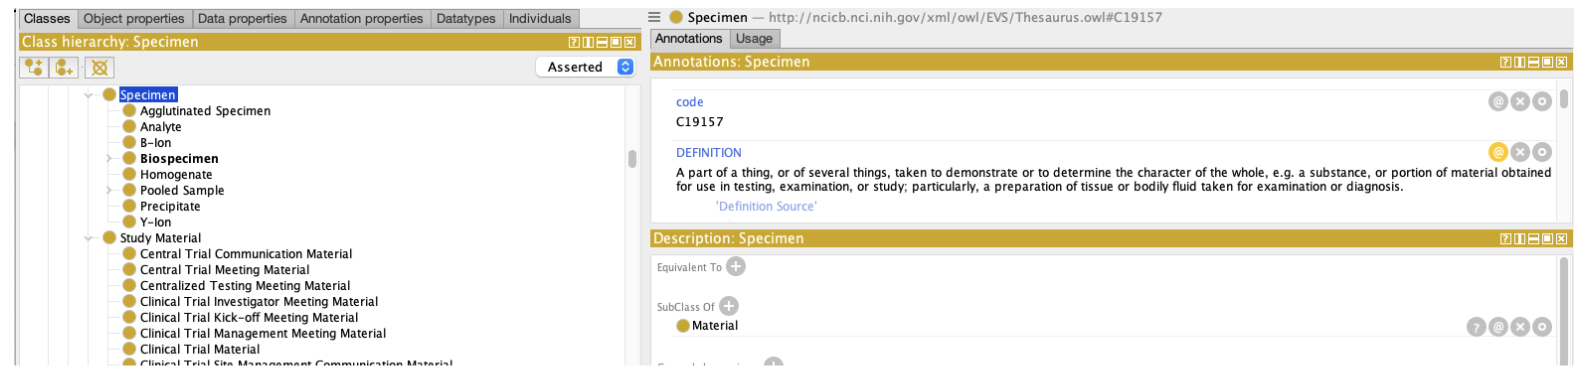 Classes Object properties Data properties Annotation properties Datatypes Individuals
Class hierarchy: Specimen
Asserted
Specimen
Agglutinated Specimen
Analyte
B-Ion
Biospecimen
Homogenate
Pooled Sample
Precipitate
Y-Ion
Study Material
Central Trial Communication Material
Central Trial Meeting Material
Centralized Testing Meeting Material
Clinical Trial Investigator Meeting Material
Clinical Trial Kick-off Meeting Material
Clinical Trial Management Meeting Material
Clinical Trial Material
Clinical Trial Site Management Communication Material
Specimen — http://ncicb.nci.nih.gov/xml/owl/EVS/Thesaurus.owl#C19157
Annotations Usage
Annotations: Specimen
code
C19157
DEFINITION
A part of a thing, or of several things, taken to demonstrate or to determine the character of the whole, e.g. a substance, or portion of material obtained
for use in testing, examination, or study; particularly, a preparation of tissue or bodily fluid taken for examination or diagnosis.
'Definition Source'
Description: Specimen
Equivalent To
SubClass Of
Material